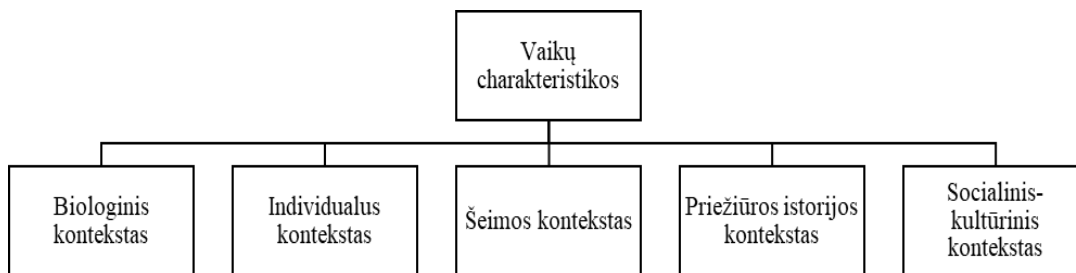 Vaikų
charakteristikos
Biologinis
kontekstas
Individualus
kontekstas
Šeimos kontekstas
Priežiūros istorijos
kontekstas
Socialinis-
kultūrinis
kontekstas